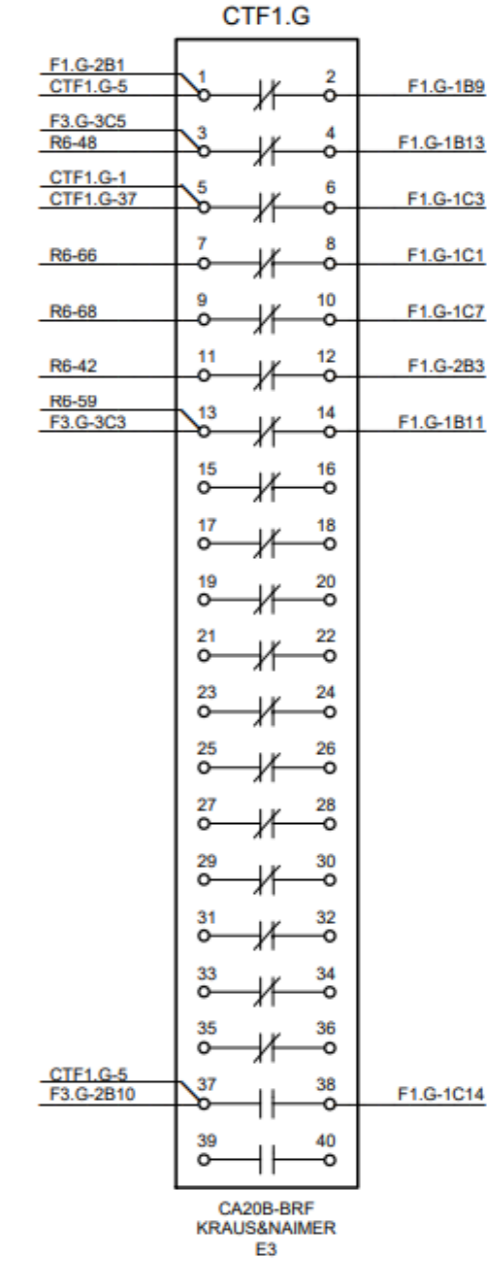 CTF1.G
F1.G-2B1
CTF1.G-5 1 2 F1.G-1B9
F3.G-3C5
R6-48 3 4 F1.G-1B13
CTF1.G-1
CTF1.G-37 5 6 F1.G-1C3
R6-66 7 8 F1.G-1C1
R6-68 9 10 F1.G-1C7
R6-42 11 12 F1.G-2B3
R6-59
F3.G-3C3 13 14 F1.G-1B11
15 16
17 18
19 20
21 22
23 24
25 26
27 28
29 30
31 32
33 34
35 36
CTF1.G-5
F3.G-2B10 37 38 F1.G-1C14
39 40
CA20B-BRF
KRAUS&NAIMER
E3